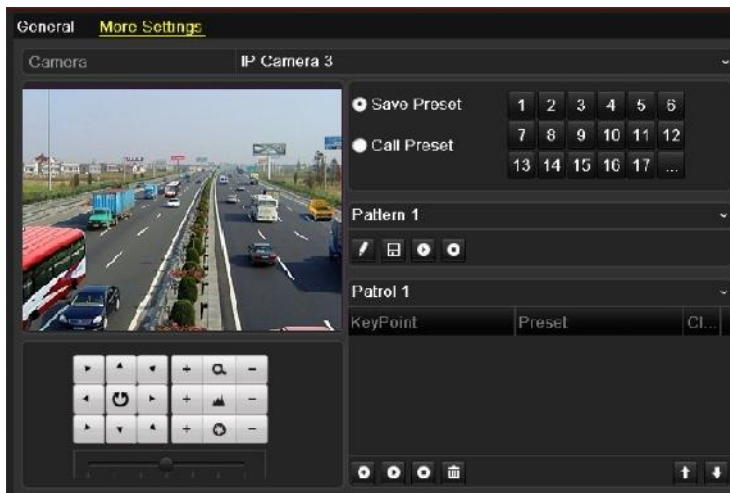 General More Settings
Camera IP Camera 3
Save Preset 1 2 3 4 5 6
Call Preset 7 8 9 10 11 12
13 14 15 16 17 ...
Pattern 1
Patrol 1
KeyPoint Preset Cl...